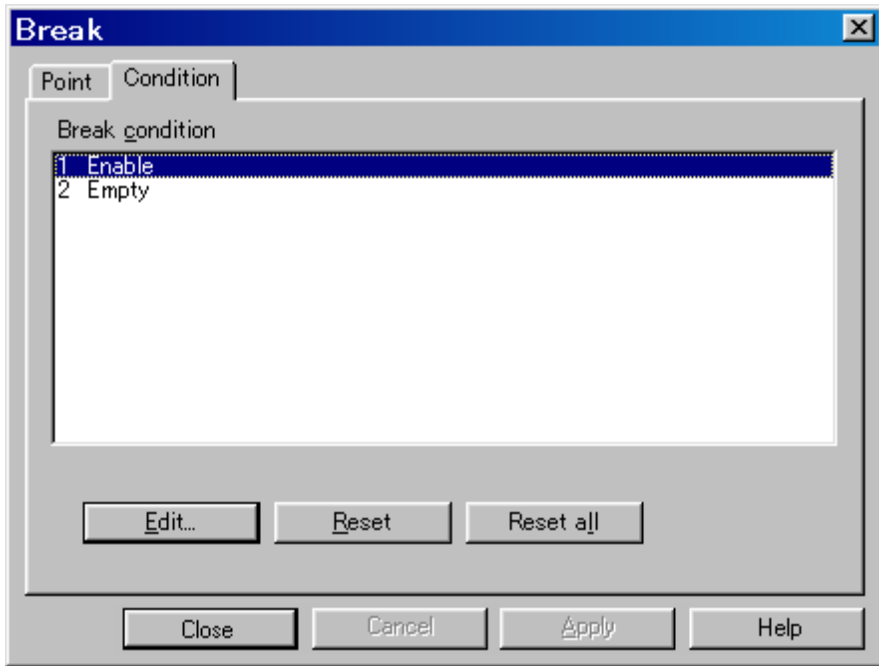 Break
Point Condition
Break condition
1 Enable
2 Empty
Edit... Reset Reset all
Close Cancel Apply Help